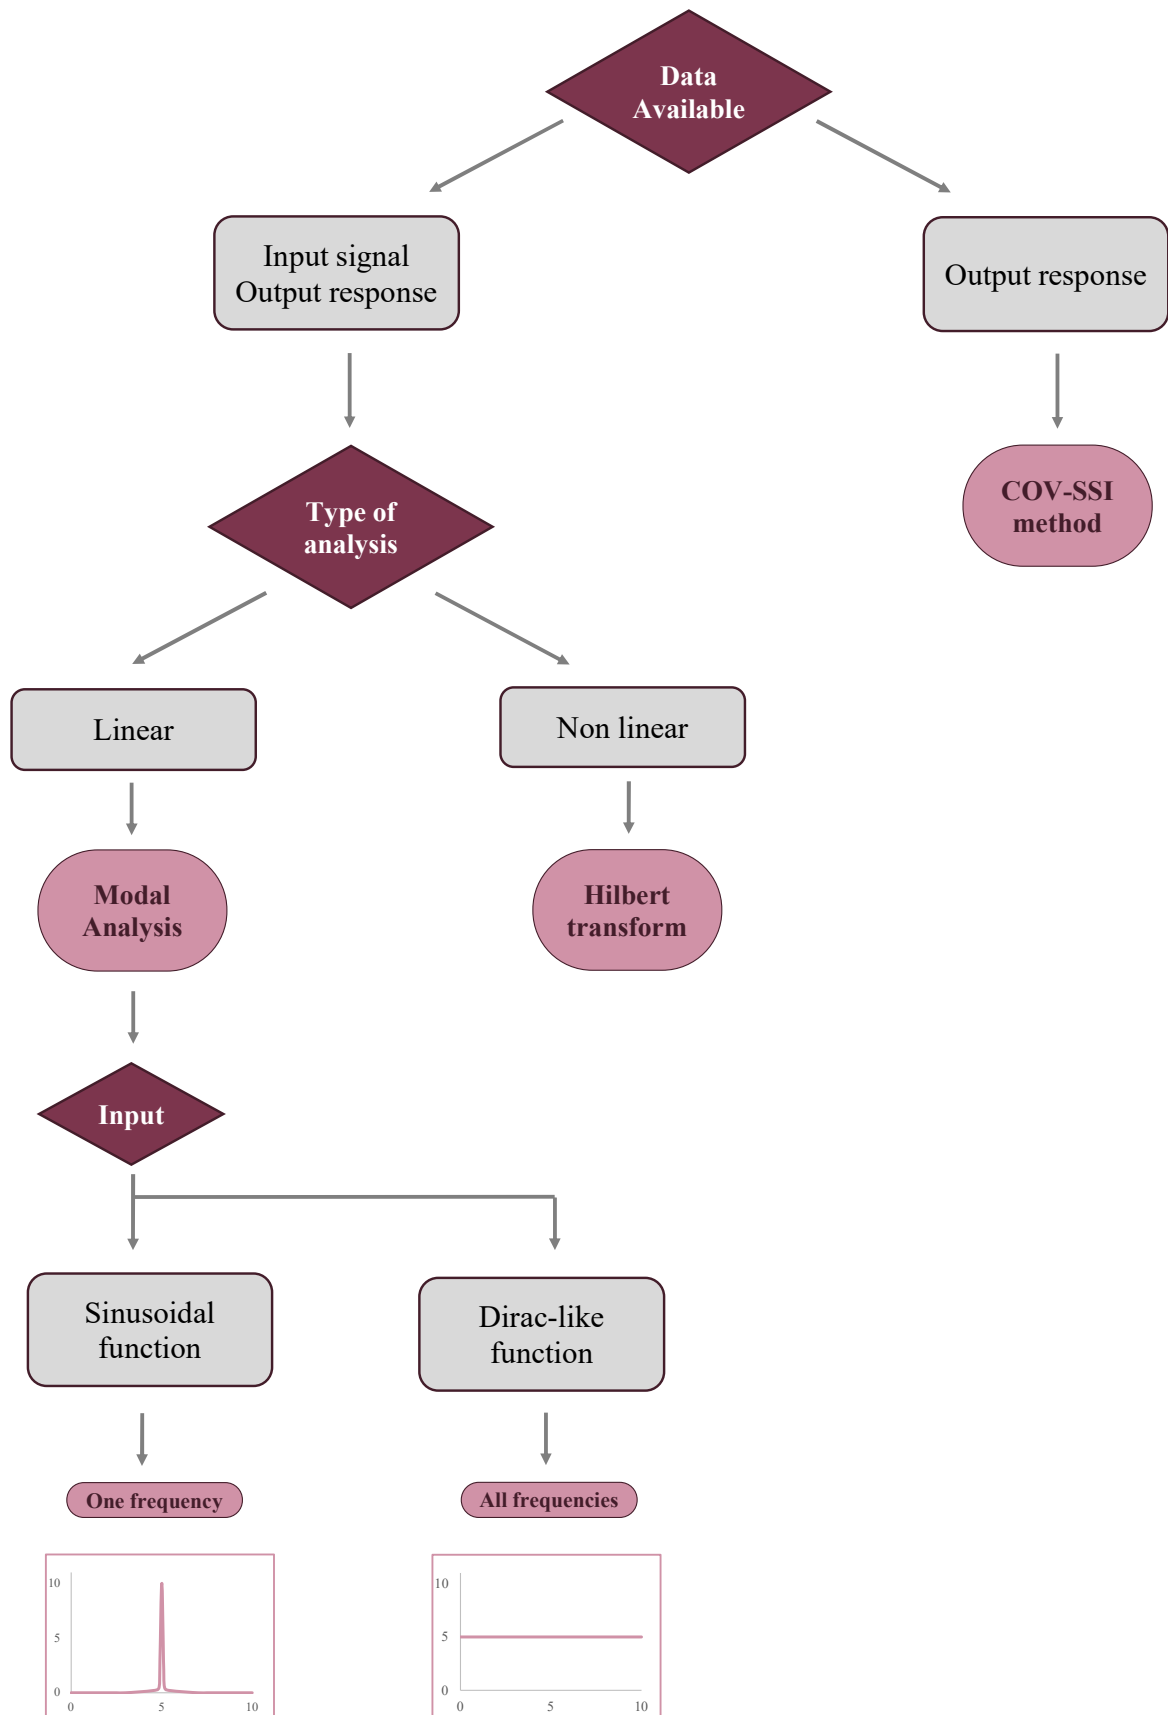 Data
Available
Input signal
Output response
Output response
Type of
analysis
COV-SSI
method
Linear
Non linear
Modal
Analysis
Hilbert
transform
Input
Sinusoidal
function
Dirac-like
function
One frequency
All frequencies
10
5
0
0 5 10
10
5
0
0 5 10